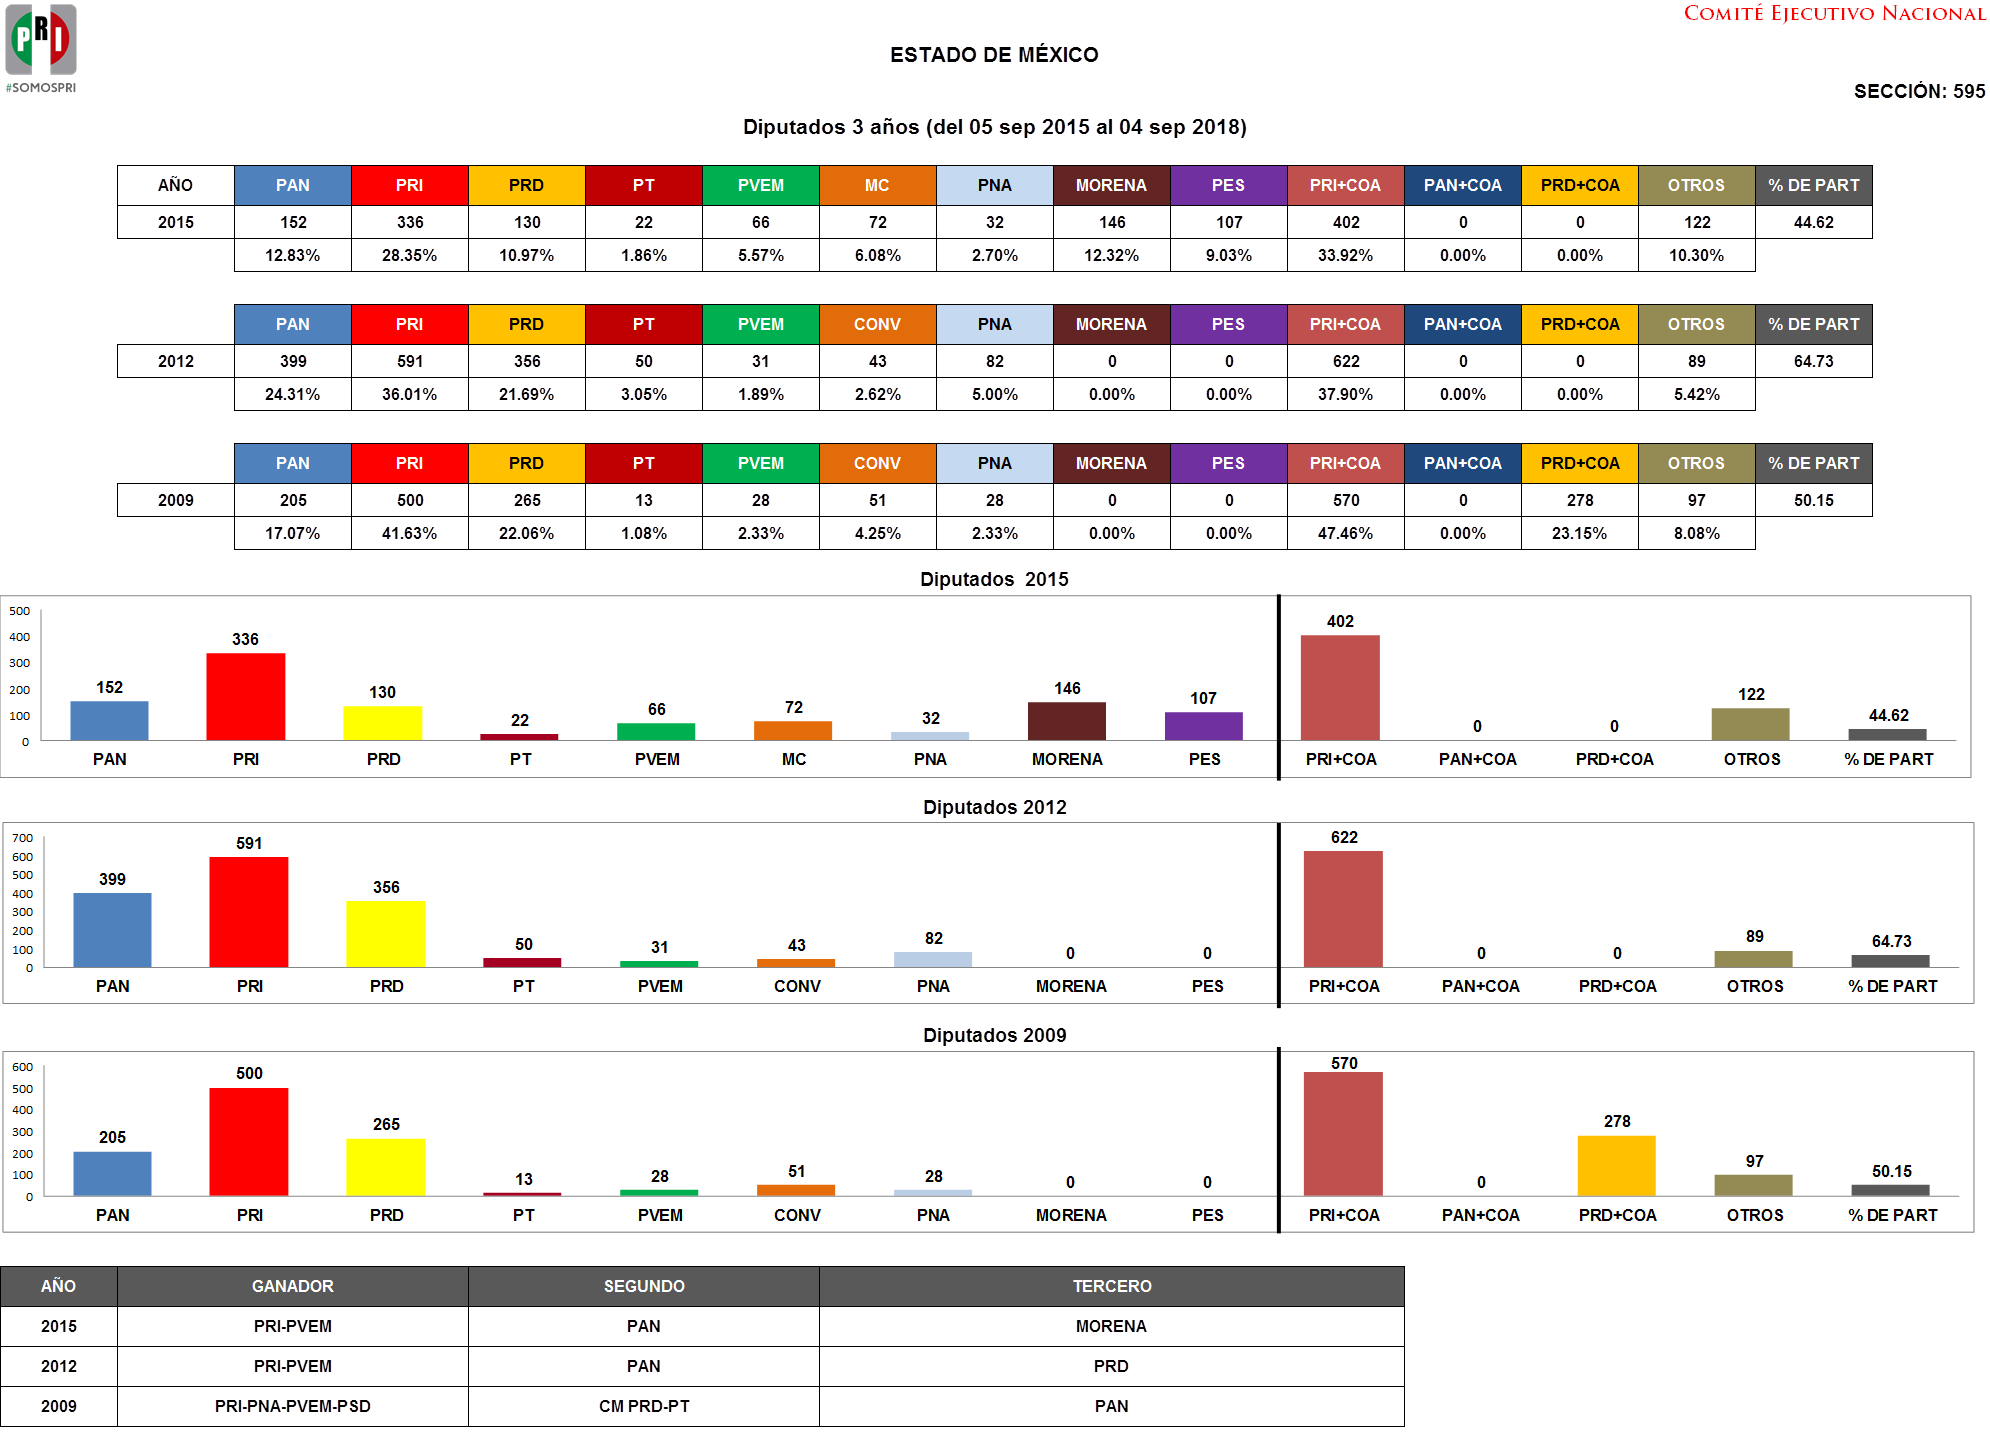 PRI
#SOMOSPRI
COMITÉ EJECUTIVO NACIONAL
ESTADO DE MÉXICO
SECCIÓN: 595
Diputados 3 años (del 05 sep 2015 al 04 sep 2018)
AÑO PAN PRI PRD PT PVEM MC PNA MORENA PES PRI+COA PAN+COA PRD+COA OTROS % DE PART
2015 152 336 130 22 66 72 32 146 107 402 0 0 122 44.62
12.83% 28.35% 10.97% 1.86% 5.57% 6.08% 2.70% 12.32% 9.03% 33.92% 0.00% 0.00% 10.30%
PAN PRI PRD PT PVEM CONV PNA MORENA PES PRI+COA PAN+COA PRD+COA OTROS % DE PART
2012 399 591 356 50 31 43 82 0 0 622 0 0 89 64.73
24.31% 36.01% 21.69% 3.05% 1.89% 2.62% 5.00% 0.00% 0.00% 37.90% 0.00% 0.00% 5.42%
PAN PRI PRD PT PVEM CONV PNA MORENA PES PRI+COA PAN+COA PRD+COA OTROS % DE PART
2009 205 500 265 13 28 51 28 0 0 570 0 278 97 50.15
17.07% 41.63% 22.06% 1.08% 2.33% 4.25% 2.33% 0.00% 0.00% 47.46% 0.00% 23.15% 8.08%
Diputados 2015
500
400
300
200
100
0
152 336 130 22 66 72 32 146 107 402 0 0 122 44.62
PAN PRI PRD PT PVEM MC PNA MORENA PES PRI+COA PAN+COA PRD+COA OTROS % DE PART
Diputados 2012
700
600
500
400
300
200
100
0
399 591 356 50 31 43 82 0 0 622 0 0 89 64.73
PAN PRI PRD PT PVEM CONV PNA MORENA PES PRI+COA PAN+COA PRD+COA OTROS % DE PART
Diputados 2009
600
500
400
300
200
100
0
205 500 265 13 28 51 28 0 0 570 0 278 97 50.15
PAN PRI PRD PT PVEM CONV PNA MORENA PES PRI+COA PAN+COA PRD+COA OTROS % DE PART
AÑO GANADOR SEGUNDO TERCERO
2015 PRI-PVEM PAN MORENA
2012 PRI-PVEM PAN PRD
2009 PRI-PNA-PVEM-PSD CM PRD-PT PAN